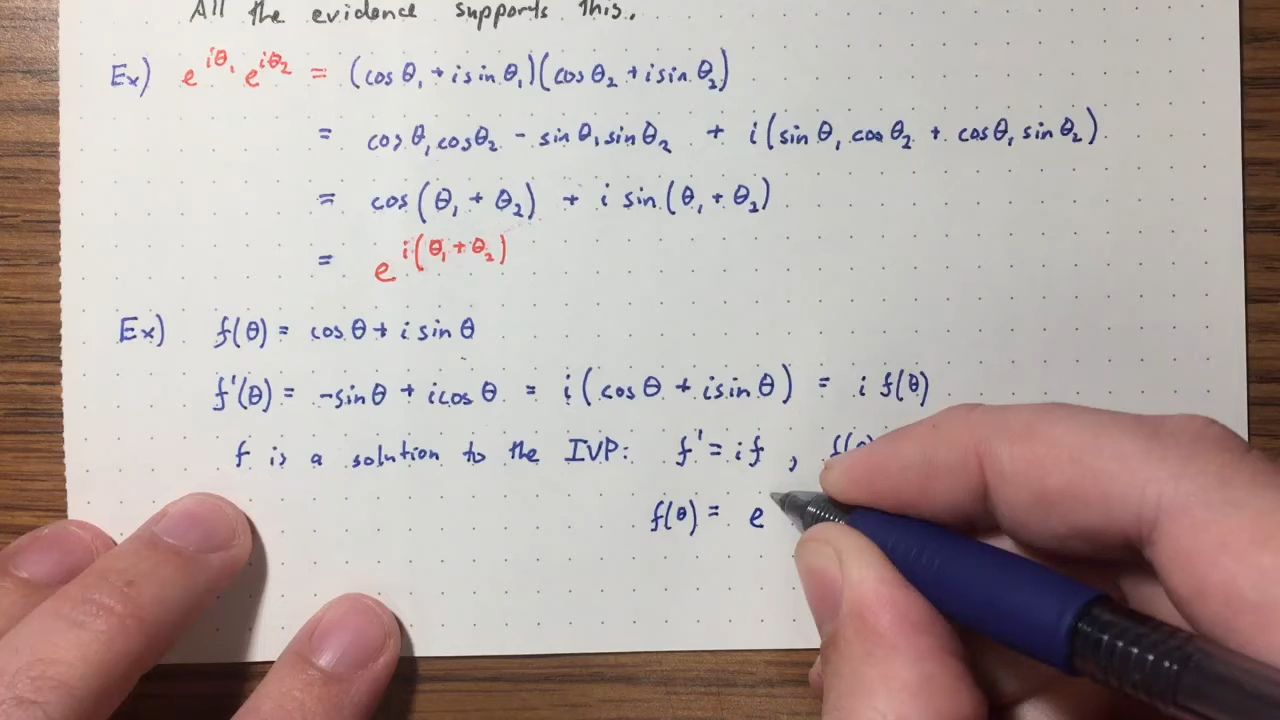 All the evidence supports this.
Ex) e^{iθ₁} e^{iθ₂} = (cos θ₁ + i sin θ₁)(cos θ₂ + i sin θ₂)
= cos θ₁ cos θ₂ - sin θ₁ sin θ₂ + i (sin θ₁ cos θ₂ + cos θ₁ sin θ₂).
= cos (θ₁ + θ₂) + i sin (θ₁ + θ₂)
= e^{i(θ₁ + θ₂)}
Ex) f(θ) = cos θ + i sin θ
f'(θ) = -sin θ + i cos θ = i (cos θ + i sin θ) = i f(θ)
f is a solution to the IVP: f' = if ,
f(θ) = e